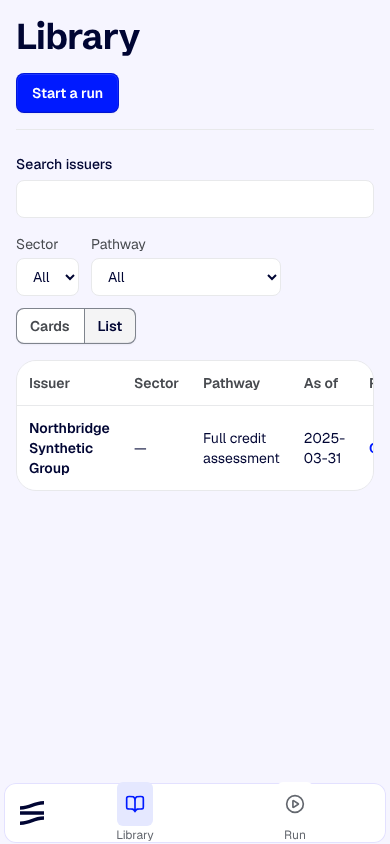 Library
Start a run
Search issuers
Sector Pathway
All All
Cards List
Issuer Sector Pathway As of
Northbridge
Synthetic
Group
—
Full credit
assessment
2025-
03-31
Library Run